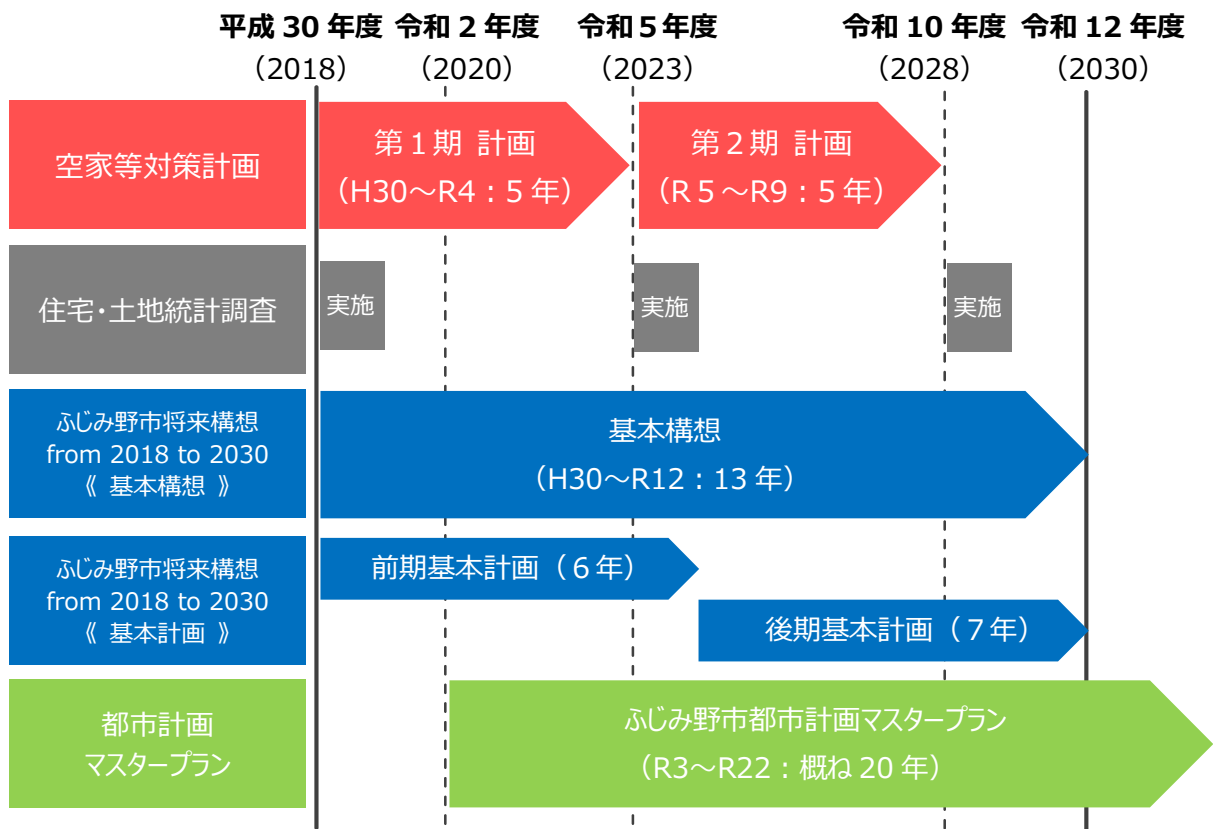 平成 30 年度 令和 2 年度 令和５年度 令和 10 年度 令和 12 年度
（2018） （2020） （2023） （2028） （2030）
空家等対策計画
第１期 計画
（H30～R4：5 年）
第２期 計画
（R５～R9：5 年）
住宅・土地統計調査
実施
実施
実施
ふじみ野市将来構想
from 2018 to 2030
《 基本構想 》
基本構想
（H30～R12：13 年）
ふじみ野市将来構想
from 2018 to 2030
《 基本計画 》
前期基本計画（６年）
後期基本計画（７年）
都市計画
マスタープラン
ふじみ野市都市計画マスタープラン
（R3～R22：概ね 20 年）